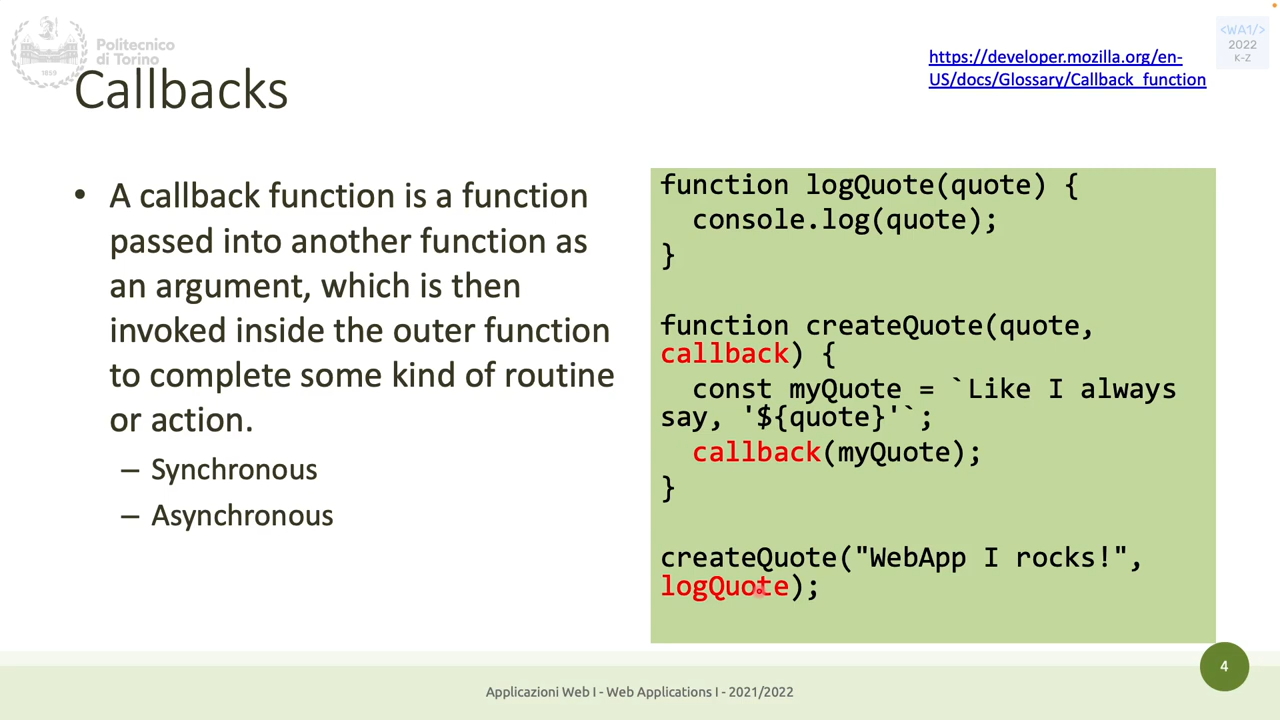 Politecnico
di Torino
1859
Callbacks
https://developer.mozilla.org/en-
US/docs/Glossary/Callback_function
<WA1/>
2022
K-Z
• A callback function is a function
passed into another function as
an argument, which is then
invoked inside the outer function
to complete some kind of routine
or action.
– Synchronous
– Asynchronous
function logQuote(quote) {
  console.log(quote);
}
function createQuote(quote,
callback) {
  const myQuote = `Like I always
say, '${quote}'`;
  callback(myQuote);
}
createQuote("WebApp I rocks!",
logQuote);
4
Applicazioni Web I - Web Applications I - 2021/2022